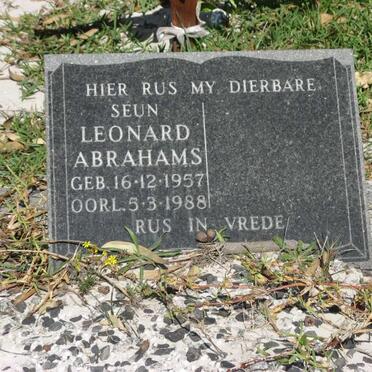 HIER RUS MY DIERBARE
SEUN
LEONARD
ABRAHAMS
GEB. 16-12-1957
OORL. 5-3-1988
RUS IN VREDE